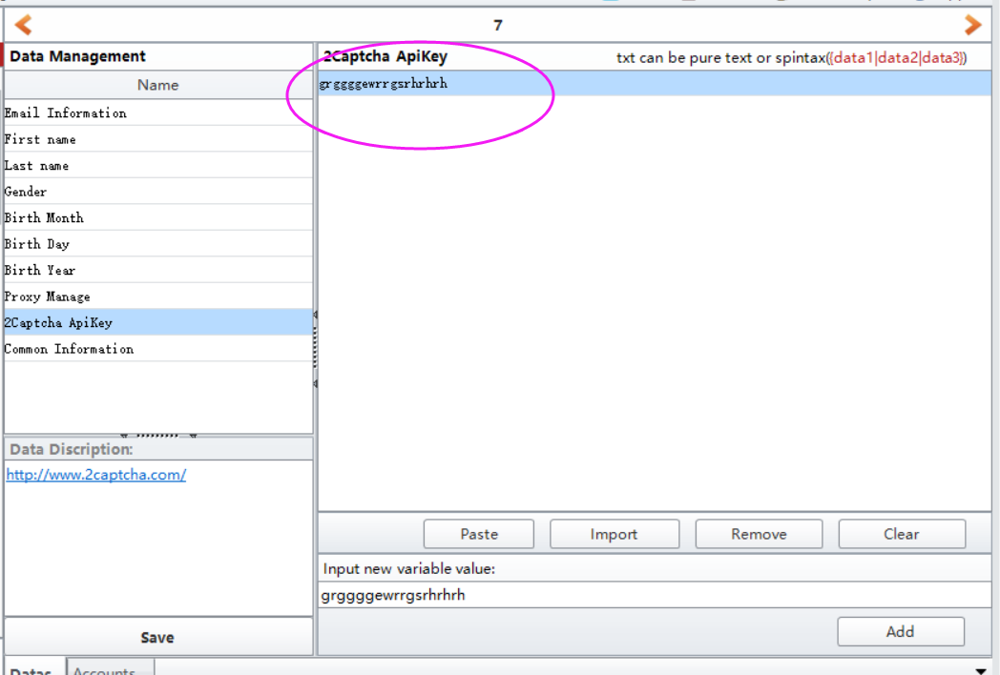 7
Data Management
2Captcha ApiKey
txt can be pure text or spintax({data1|data2|data3})
Name
grggggewrrgsrhrhrh
Email Information
First name
Last name
Gender
Birth Month
Birth Day
Birth Year
Proxy Manage
2Captcha ApiKey
Common Information
Data Discription:
http://www.2captcha.com/
Paste
Import
Remove
Clear
Input new variable value:
grggggewrrgsrhrhrh
Add
Save
Datas
Accounts